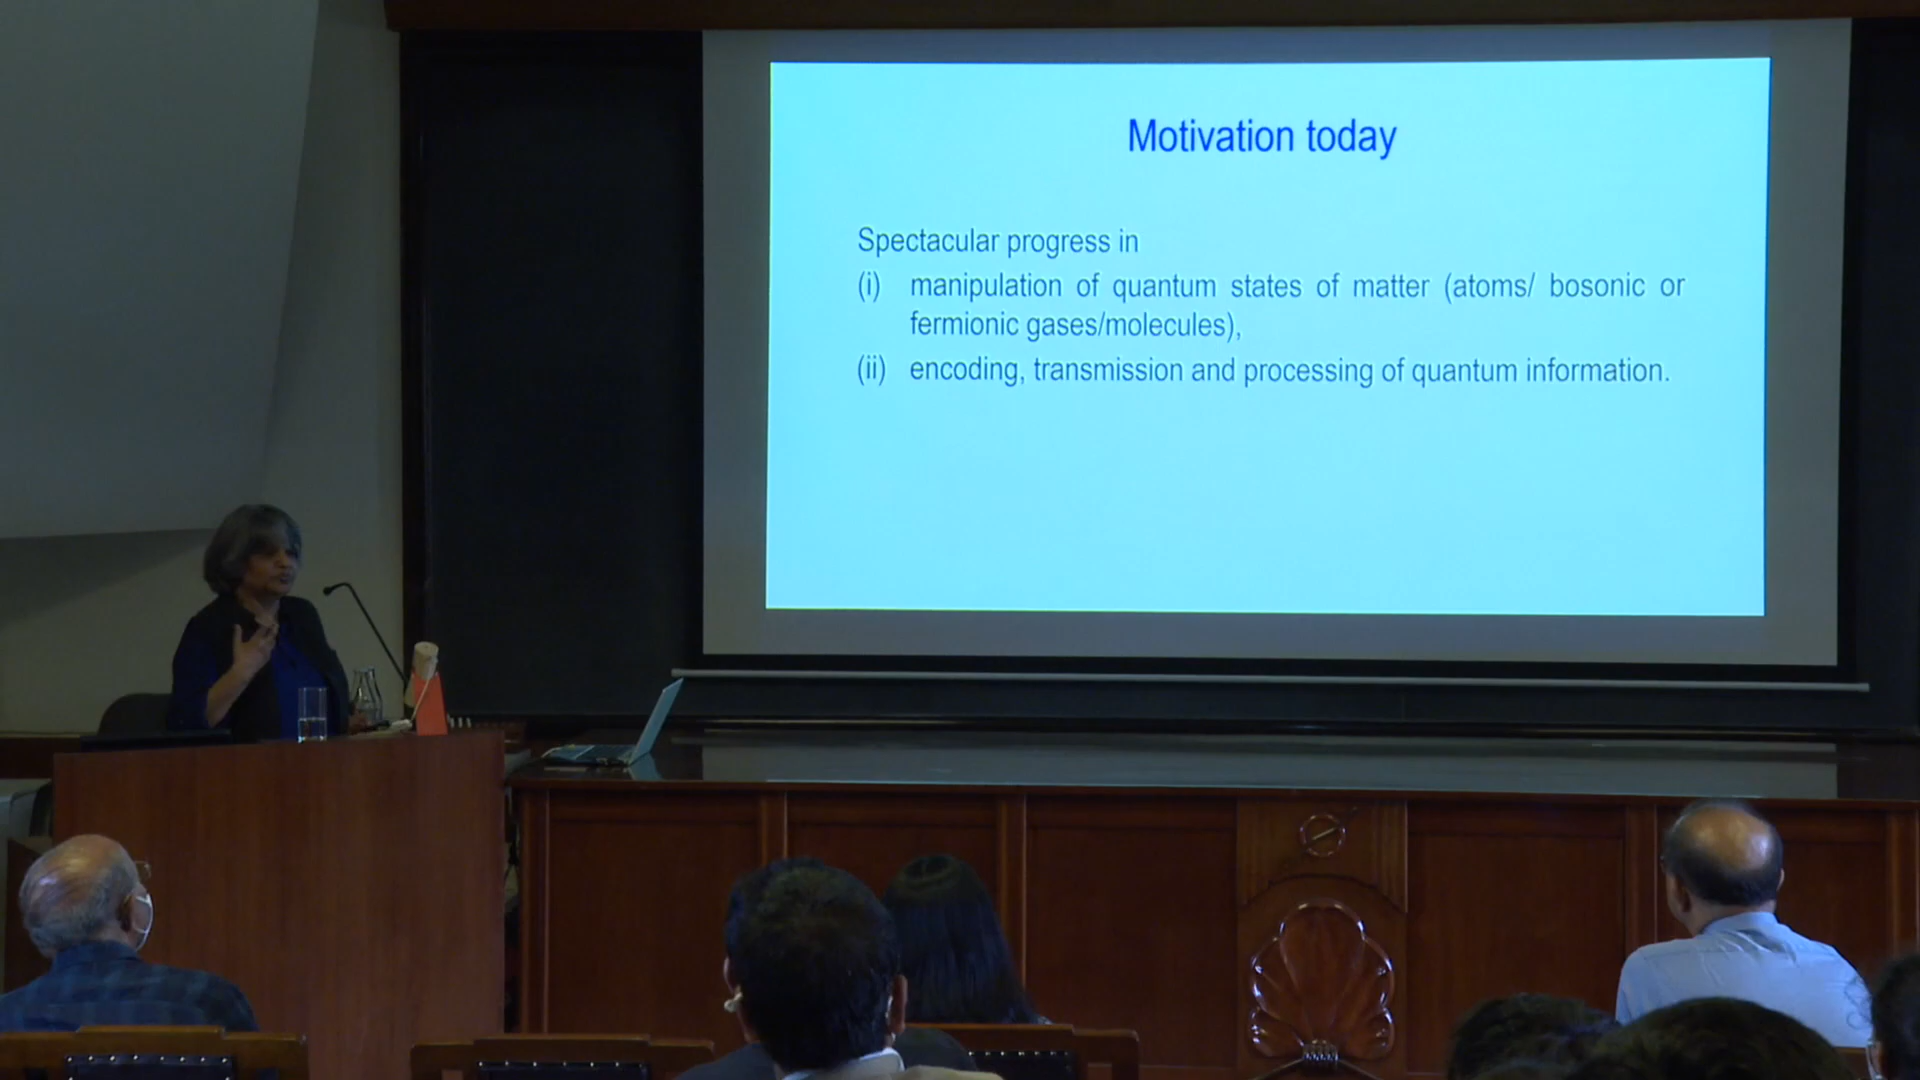 Motivation today
Spectacular progress in
(i) manipulation of quantum states of matter (atoms/ bosonic or
fermionic gases/molecules),
(ii) encoding, transmission and processing of quantum information.